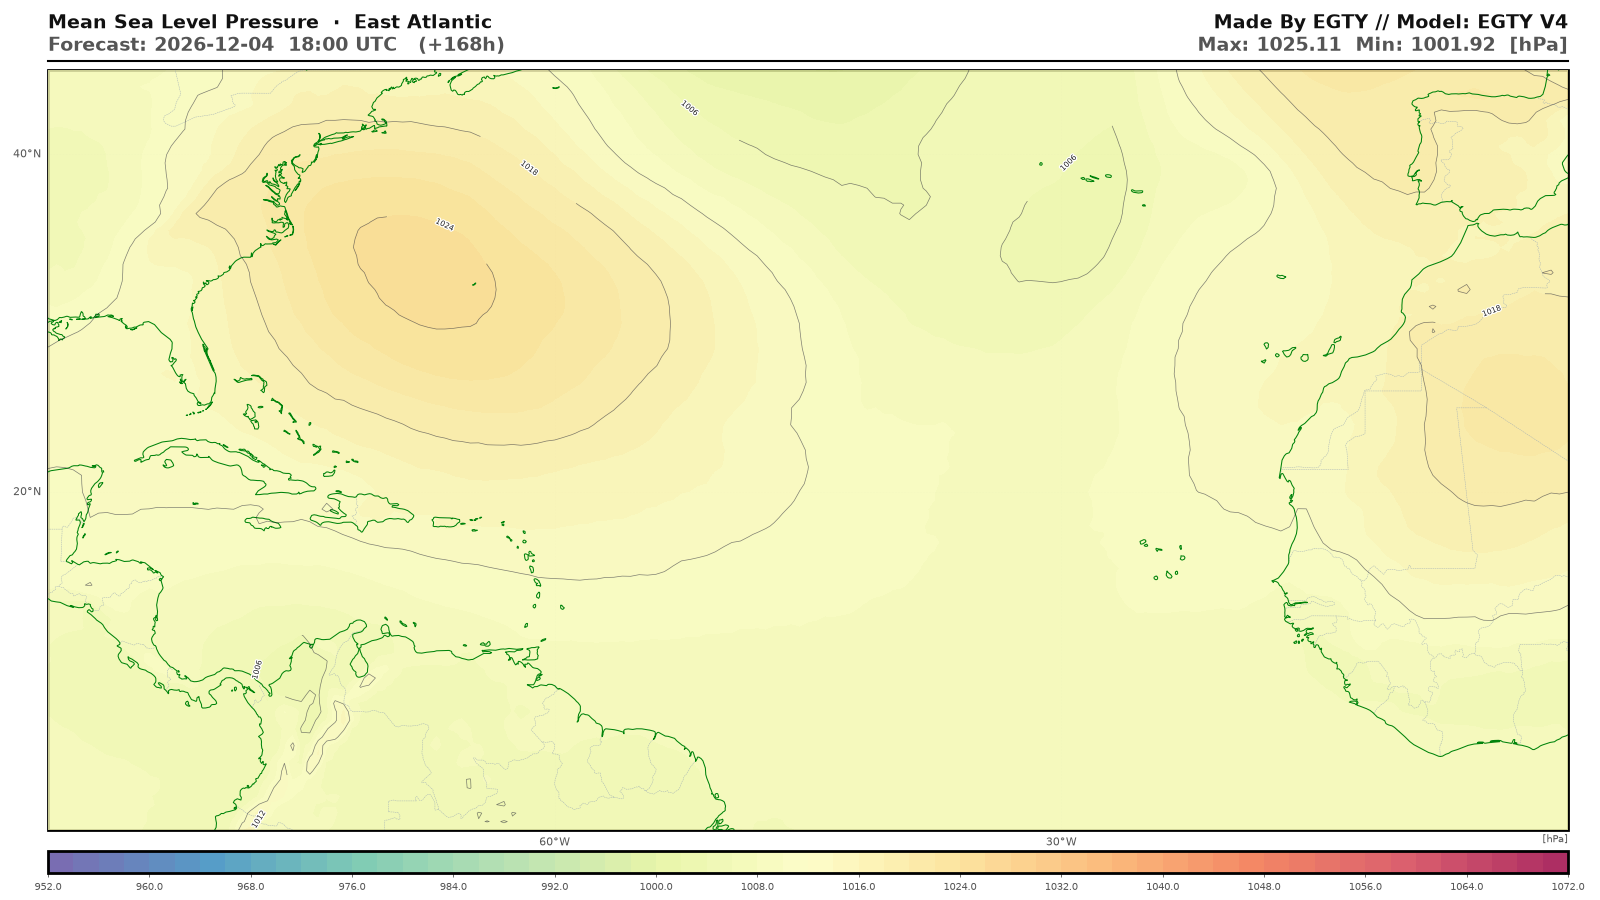 Mean Sea Level Pressure · East Atlantic
Made By EGTY // Model: EGTY V4
Forecast: 2026-12-04 18:00 UTC (+168h)
Max: 1025.11 Min: 1001.92 [hPa]
1006
1018
1006
1024
1018
1006
1012
40°N
20°N
60°W
30°W
[hPa]
952.0 960.0 968.0 976.0 984.0 992.0 1000.0 1008.0 1016.0 1024.0 1032.0 1040.0 1048.0 1056.0 1064.0 1072.0